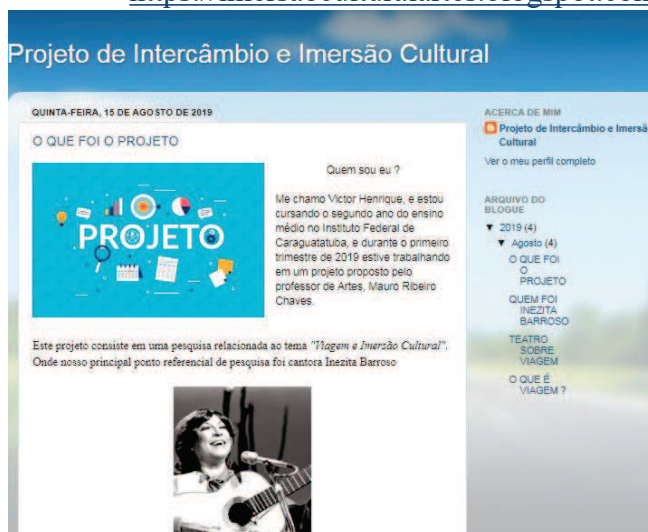 Projeto de Intercâmbio e Imersão Cultural
QUINTA-FEIRA, 15 DE AGOSTO DE 2019
O QUE FOI O PROJETO
PROJETO
Quem sou eu ?
Me chamo Victor Henrique, e estou
cursando o segundo ano do ensino
médio no Instituto Federal de
Caraguatatuba, e durante o primeiro
trimestre de 2019 estive trabalhando
em um projeto proposto pelo
professor de Artes, Mauro Ribeiro
Chaves.
Este projeto consiste em uma pesquisa relacionada ao tema "Viagem e Imersão Cultural".
Onde nosso principal ponto referencial de pesquisa foi cantora Inezita Barroso
ACERCA DE MIM
Projeto de Intercâmbio e Imersã
Cultural
Ver o meu perfil completo
ARQUIVO DO
BLOGUE
▼ 2019 (4)
▼ Agosto (4)
O QUE FOI
O
PROJETO
QUEM FOI
INEZITA
BARROSO
TEATRO
SOBRE
VIAGEM
O QUE É
VIAGEM ?